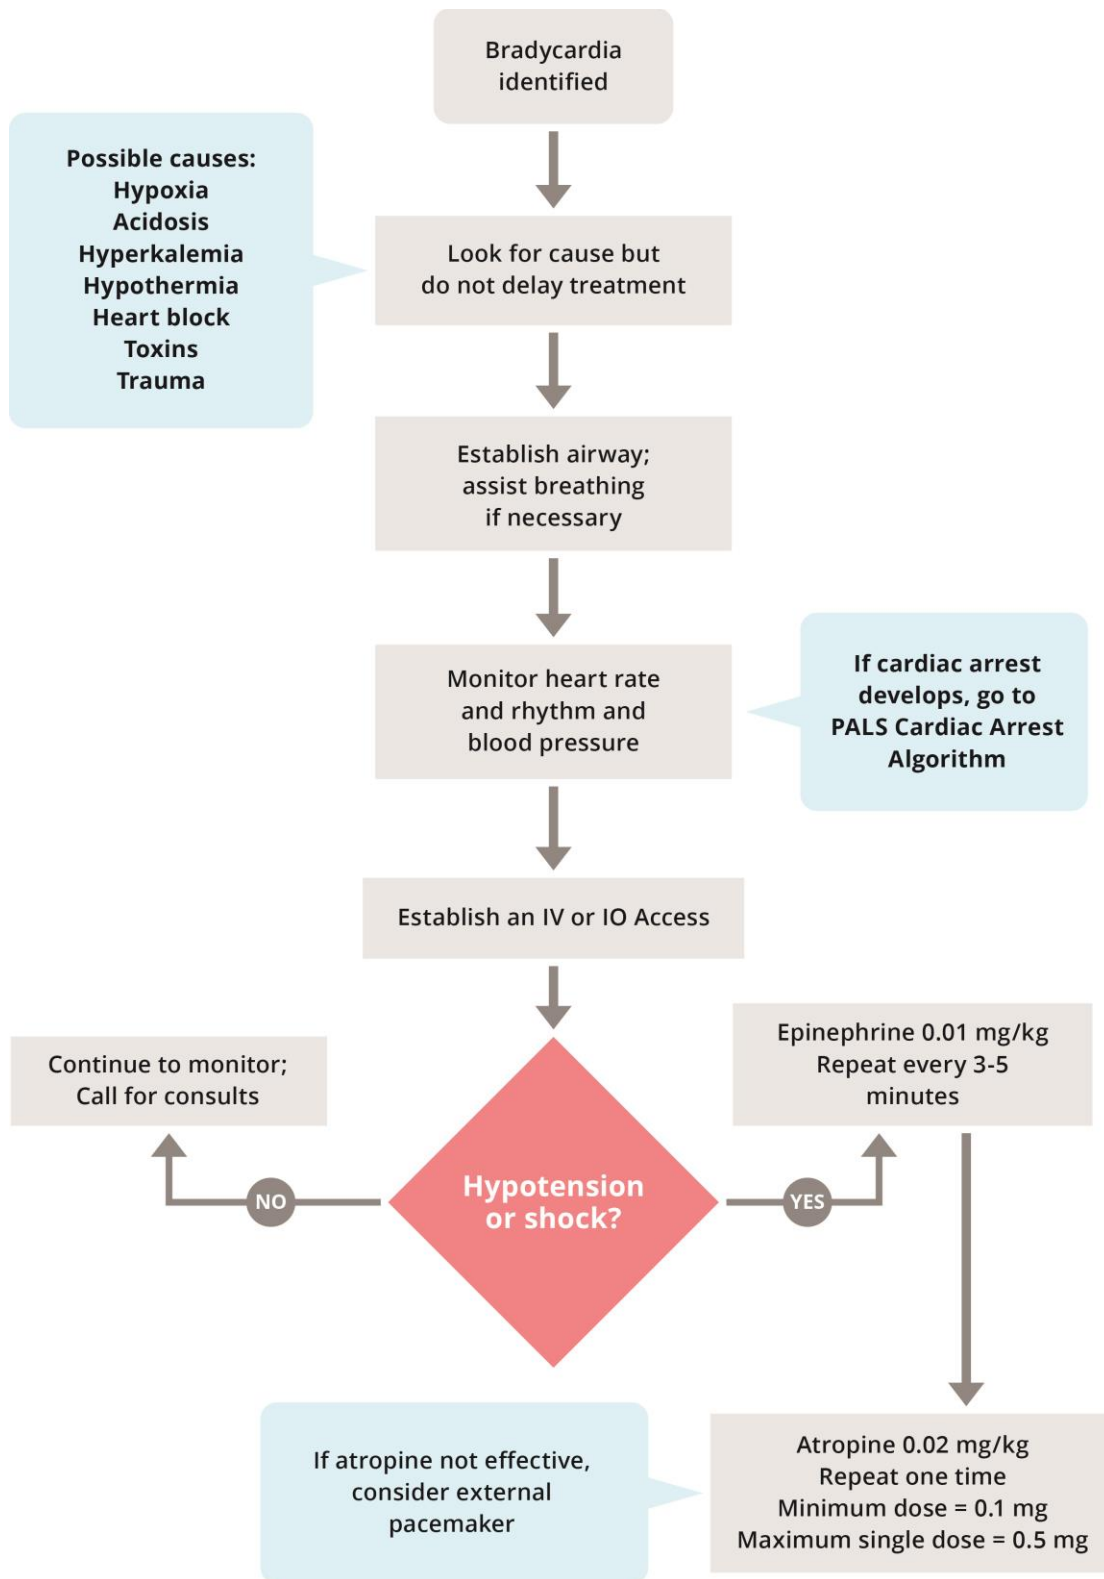 Bradycardia
identified
Possible causes:
Hypoxia
Acidosis
Hyperkalemia
Hypothermia
Heart block
Toxins
Trauma
Look for cause but
do not delay treatment
Establish airway;
assist breathing
if necessary
Monitor heart rate
and rhythm and
blood pressure
If cardiac arrest
develops, go to
PALS Cardiac Arrest
Algorithm
Establish an IV or IO Access
Hypotension
or shock?
NO
Continue to monitor;
Call for consults
YES
Epinephrine 0.01 mg/kg
Repeat every 3-5
minutes
Atropine 0.02 mg/kg
Repeat one time
Minimum dose = 0.1 mg
Maximum single dose = 0.5 mg
If atropine not effective,
consider external
pacemaker